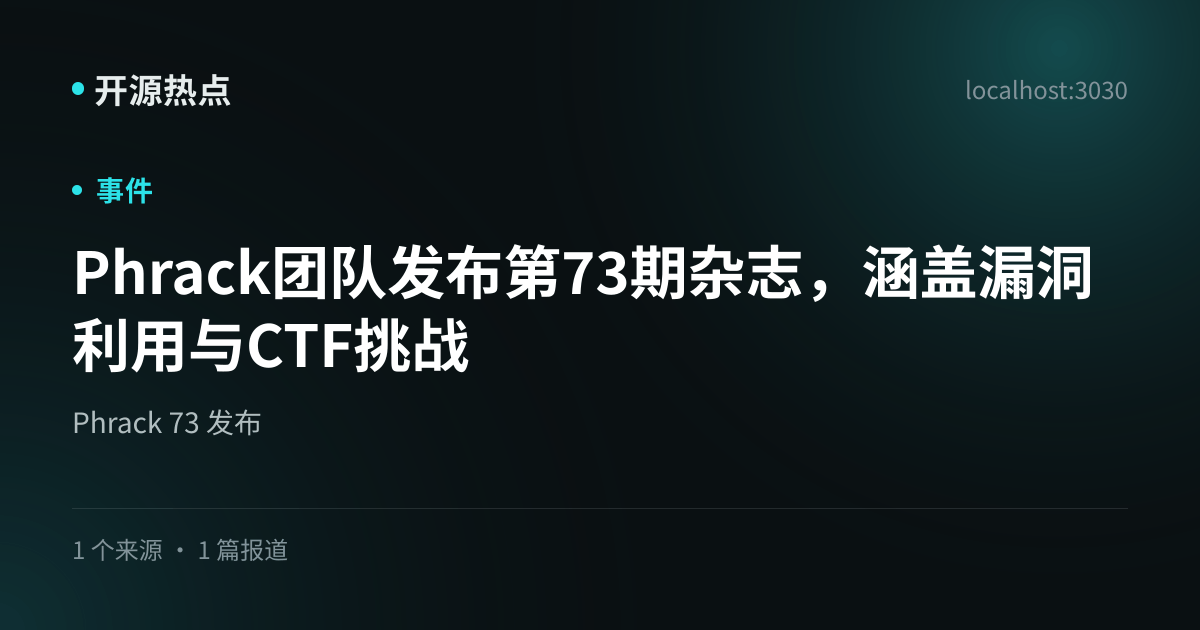 开源热点
localhost:3030
事件
Phrack团队发布第73期杂志，涵盖漏洞
利用与CTF挑战
Phrack 73 发布
1 个来源 · 1 篇报道